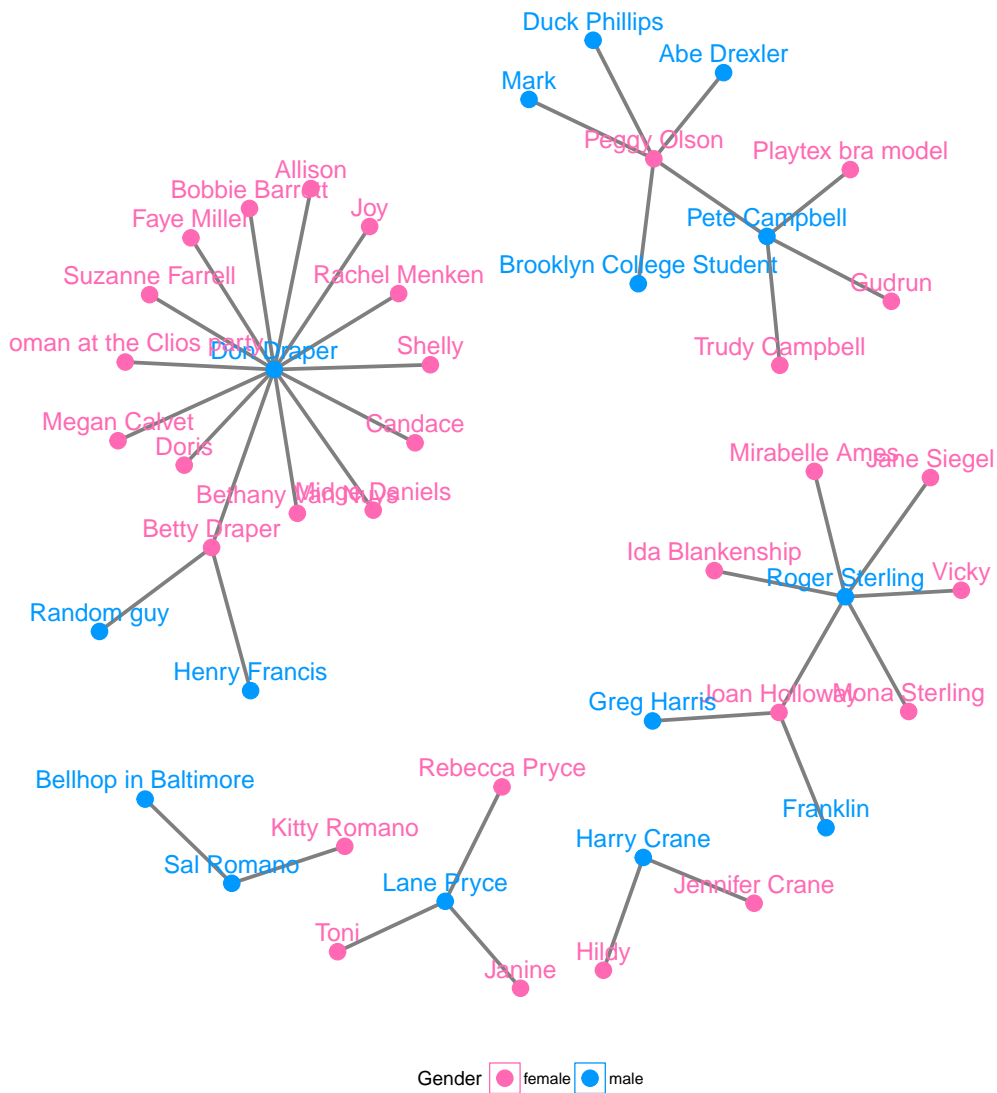 Duck Phillips
Abe Drexler
Mark
Peggy Olson
Playtex bra model
Allison
Bobbie Barrett
Joy
Faye Miller
Pete Campbell
Brooklyn College Student
Suzanne Farrell
Rachel Menken
Gudrun
oman at the Clios party
Don Draper
Shelly
Trudy Campbell
Megan Calvet
Candace
Doris
Mirabelle Ames
Jane Siegel
Bethany Van Nuys
Midge Daniels
Betty Draper
Ida Blankenship
Roger Sterling
Vicky
Random guy
Henry Francis
Greg Harris
Joan Holloway
Mona Sterling
Rebecca Pryce
Bellhop in Baltimore
Franklin
Kitty Romano
Harry Crane
Sal Romano
Lane Pryce
Jennifer Crane
Toni
Hildy
Janine
Gender female male